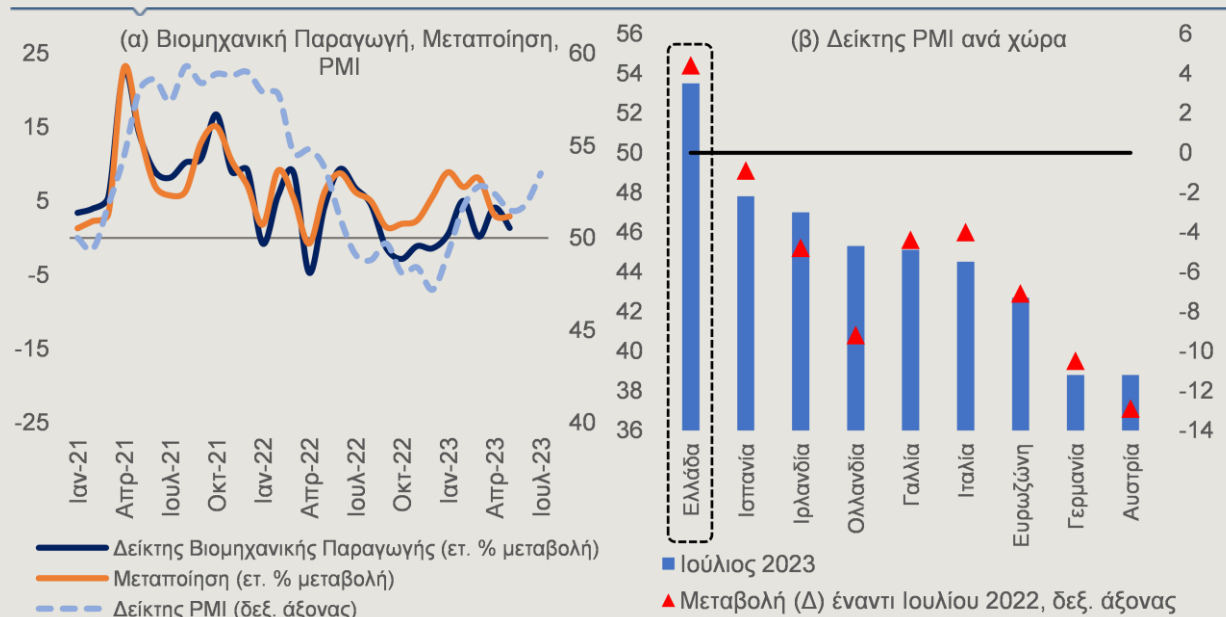 (α) Βιομηχανική Παραγωγή, Μεταποίηση,
PMI
25
15
5
-5
-15
-25
60
55
50
45
40
Ιαν-21
Απρ-21
Ιουλ-21
Οκτ-21
Ιαν-22
Απρ-22
Ιουλ-22
Οκτ-22
Ιαν-23
Απρ-23
Ιουλ-23
Δείκτης Βιομηχανικής Παραγωγής (ετ. % μεταβολή)
Μεταποίηση (ετ. % μεταβολή)
Δείκτης PMI (δεξ. άξονας)
(β) Δείκτης PMI ανά χώρα
56
54
52
50
48
46
44
42
40
38
36
6
4
2
0
-2
-4
-6
-8
-10
-12
-14
Ελλάδα
Ισπανία
Ιρλανδία
Ολλανδία
Γαλλία
Ιταλία
Ευρωζώνη
Γερμανία
Αυστρία
Ιούλιος 2023
Μεταβολή (Δ) έναντι Ιουλίου 2022, δεξ. άξονας